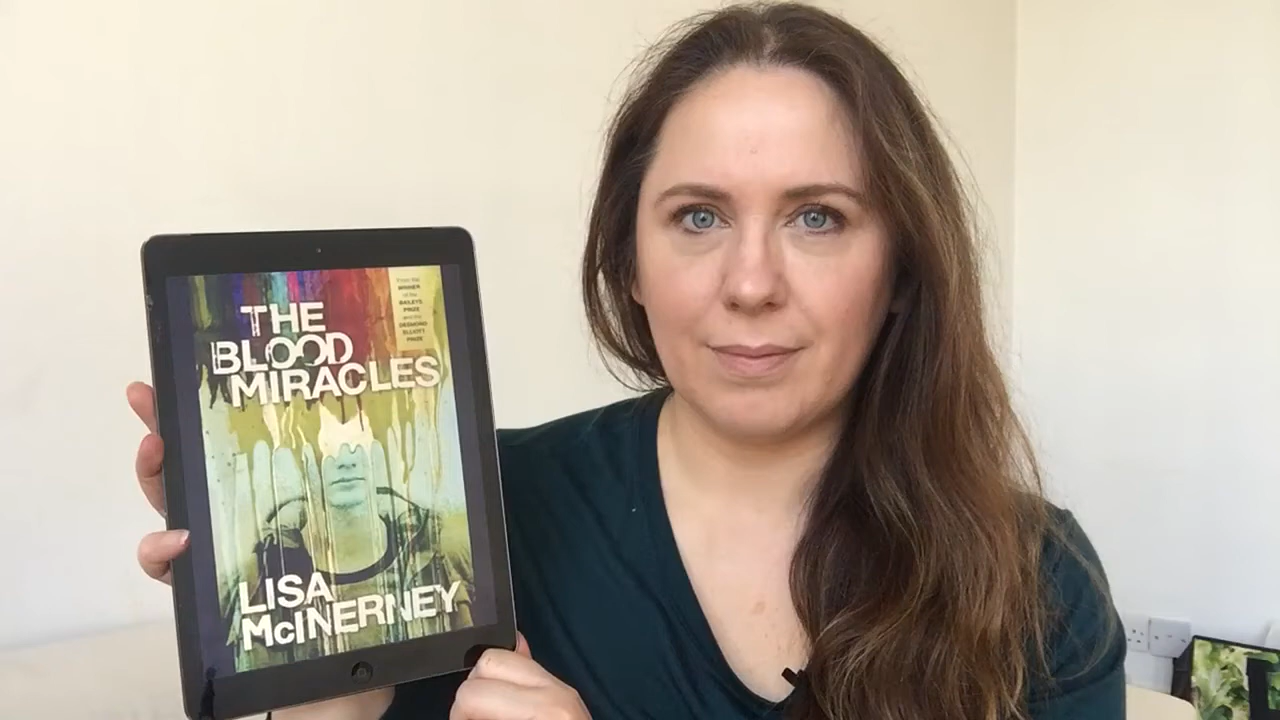 THE
BLOOD
MIRACLES
From the
WINNER
of the
BAILEYS
PRIZE
and the
DESMOND
ELLIOTT
PRIZE
LISA
McINERNEY